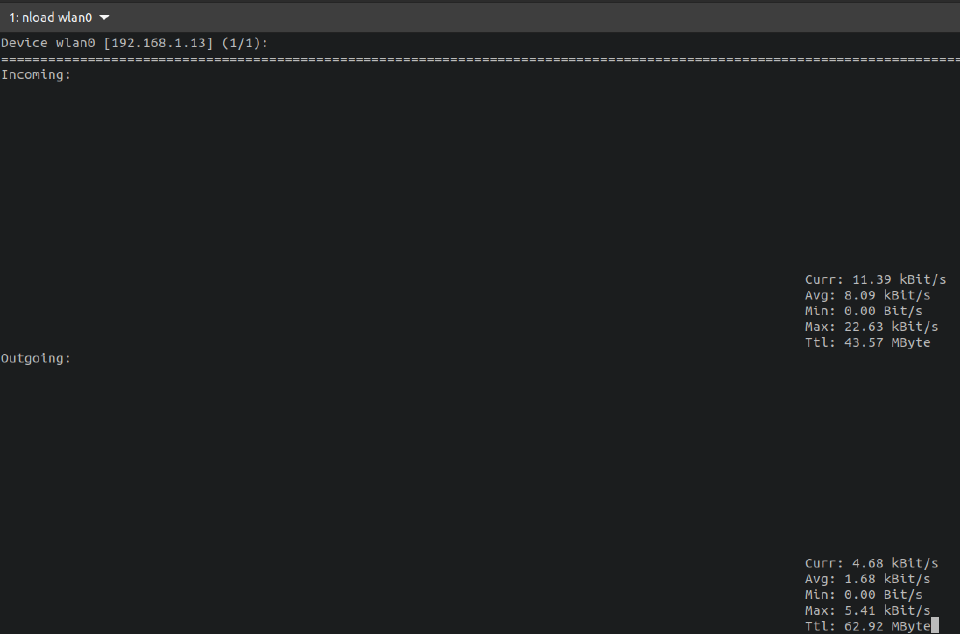 1: nload wlan0
Device wlan0 [192.168.1.13] (1/1):
================================================================================================================================
Incoming:
Curr: 11.39 kBit/s
Avg: 8.09 kBit/s
Min: 0.00 Bit/s
Max: 22.63 kBit/s
Ttl: 43.57 MByte
Outgoing:
Curr: 4.68 kBit/s
Avg: 1.68 kBit/s
Min: 0.00 Bit/s
Max: 5.41 kBit/s
Ttl: 62.92 MByte